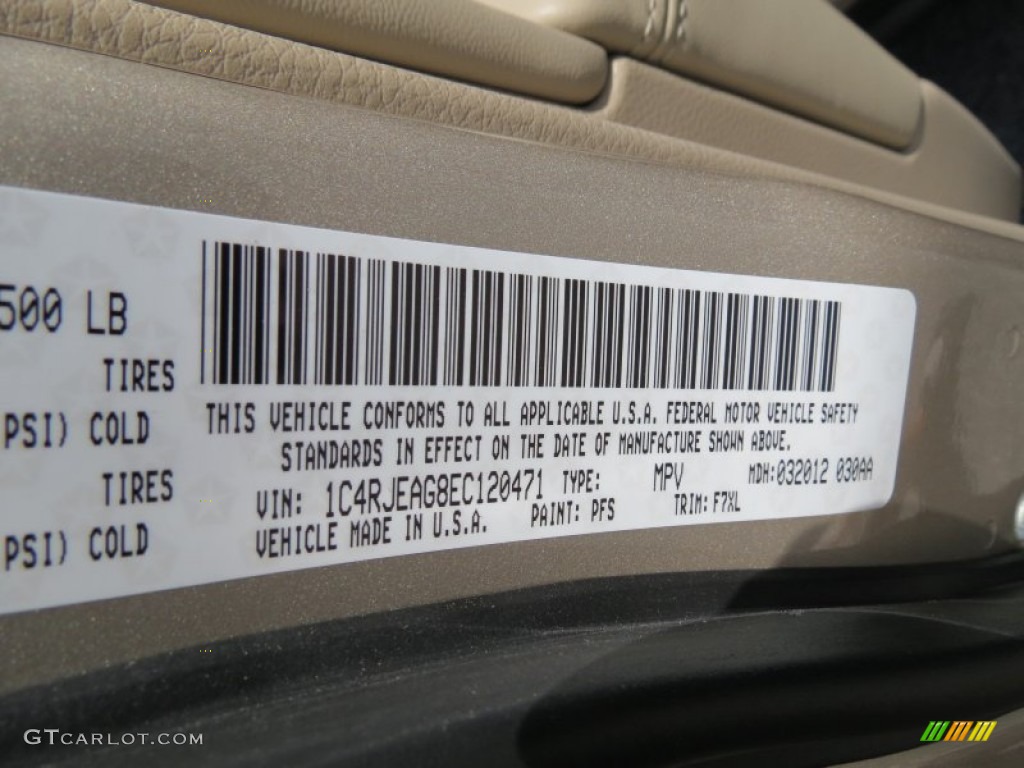 500 LB
TIRES
PSI) COLD
TIRES
PSI) COLD
THIS VEHICLE CONFORMS TO ALL APPLICABLE U.S.A. FEDERAL MOTOR VEHICLE SAFETY
STANDARDS IN EFFECT ON THE DATE OF MANUFACTURE SHOWN ABOVE.
VIN: 1C4RJEAG8EC120471 TYPE: MPV MDH:032012 030AA
VEHICLE MADE IN U.S.A. PAINT: PFS TRIM: F7XL
GTCARLOT.COM